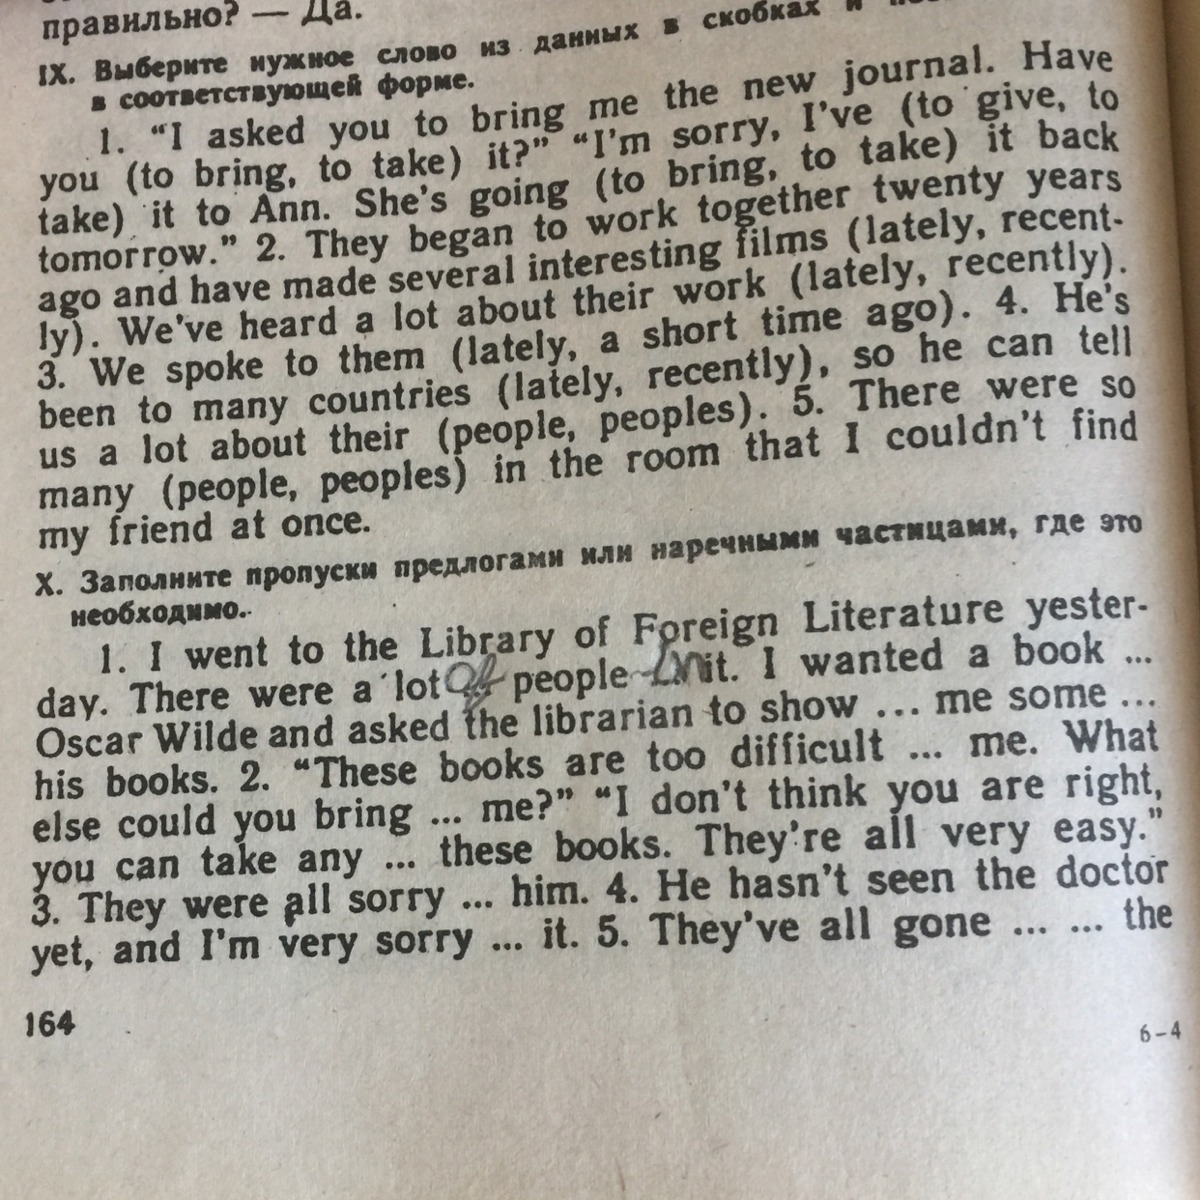 правильно? — Да.
IX. Выберите нужное слово из данных в скобках и
в соответствующей форме.
1. “I asked you to bring me the new journal. Have
you (to bring, to take) it?” “I’m sorry, I’ve (to give, to
take) it to Ann. She’s going (to bring, to take) it back
tomorrow.” 2. They began to work together twenty years
ago and have made several interesting films (lately, recent-
ly). We’ve heard a lot about their work (lately, recently).
3. We spoke to them (lately, a short time ago). 4. He’s
been to many countries (lately, recently), so he can tell
us a lot about their (people, peoples). 5. There were so
many (people, peoples) in the room that I couldn’t find
my friend at once.
X. Заполните пропуски предлогами или наречными частицами, где это
необходимо.
1. I went to the Library of Foreign Literature yester-
day. There were a lot of people in it. I wanted a book ...
Oscar Wilde and asked the librarian to show ... me some ...
his books. 2. “These books are too difficult ... me. What
else could you bring ... me?” “I don’t think you are right,
you can take any ... these books. They’re all very easy.”
3. They were all sorry ... him. 4. He hasn’t seen the doctor
yet, and I’m very sorry ... it. 5. They’ve all gone ... ... the
164
6–4